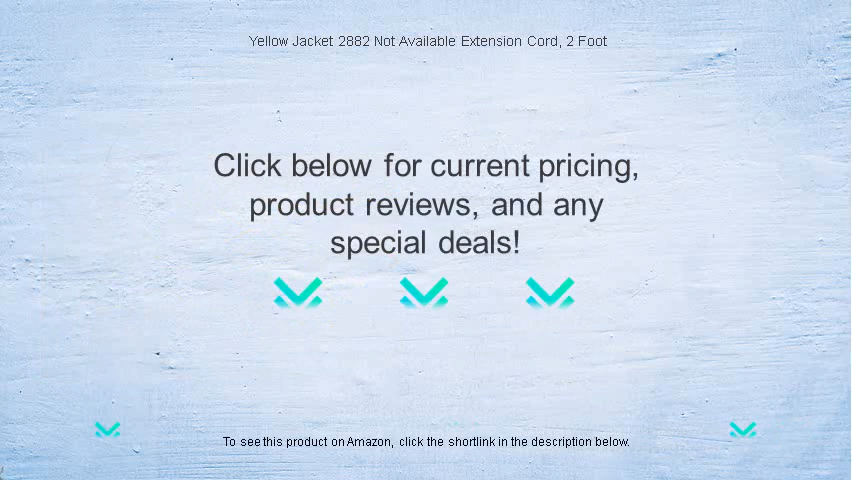 Yellow Jacket 2882 Not Available Extension Cord, 2 Foot
Click below for current pricing,
product reviews, and any
special deals!
To see this product on Amazon, click the shortlink in the description below.